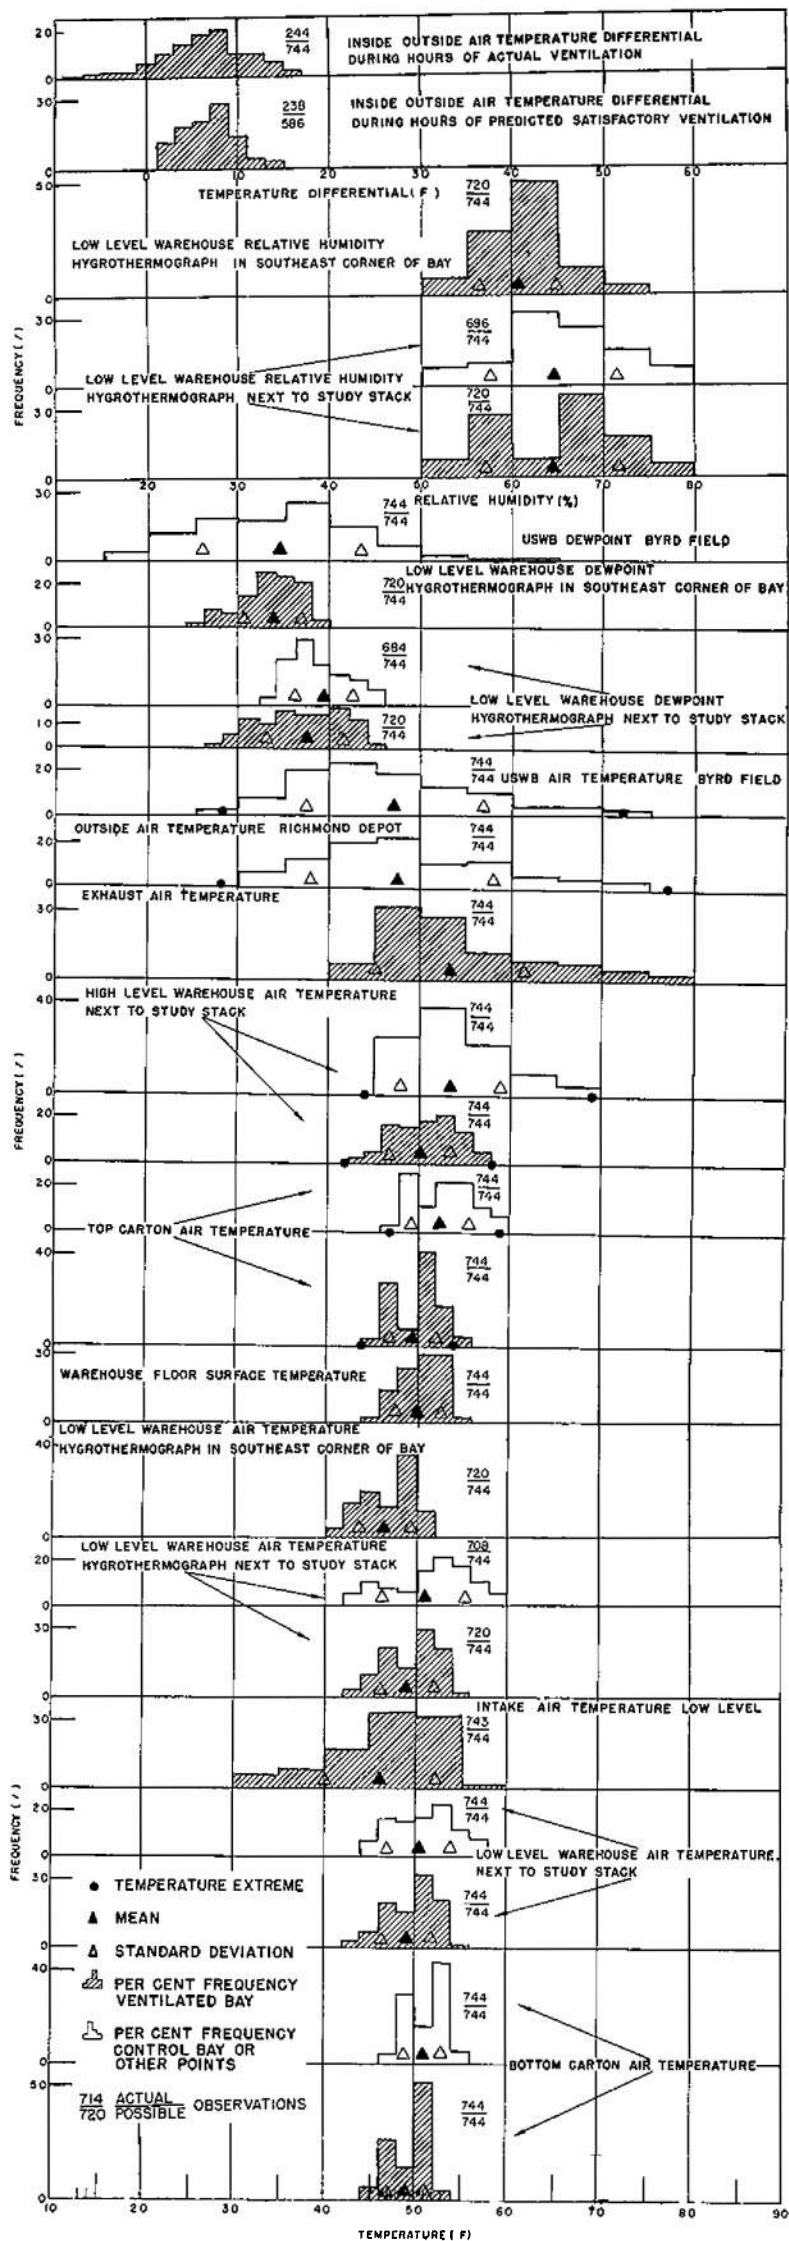 20
0
244
744
INSIDE OUTSIDE AIR TEMPERATURE DIFFERENTIAL
DURING HOURS OF ACTUAL VENTILATION
30
0
238
586
INSIDE OUTSIDE AIR TEMPERATURE DIFFERENTIAL
DURING HOURS OF PREDICTED SATISFACTORY VENTILATION
0 10 20 30 40 50 60
TEMPERATURE DIFFERENTIAL (F)
50
0
720
744
LOW LEVEL WAREHOUSE RELATIVE HUMIDITY
HYGROTHERMOGRAPH IN SOUTHEAST CORNER OF BAY
FREQUENCY (/)
30
0
696
744
LOW LEVEL WAREHOUSE RELATIVE HUMIDITY
HYGROTHERMOGRAPH NEXT TO STUDY STACK
30
0
720
744
20 30 40 50 60 70 80
RELATIVE HUMIDITY (%)
30
0
744
744
USWB DEWPOINT BYRD FIELD
20
0
720
744
LOW LEVEL WAREHOUSE DEWPOINT
HYGROTHERMOGRAPH IN SOUTHEAST CORNER OF BAY
30
0
684
744
LOW LEVEL WAREHOUSE DEWPOINT
HYGROTHERMOGRAPH NEXT TO STUDY STACK
10
0
720
744
20
0
744
744
USWB AIR TEMPERATURE BYRD FIELD
OUTSIDE AIR TEMPERATURE RICHMOND DEPOT
20
0
744
744
EXHAUST AIR TEMPERATURE
30
0
744
744
HIGH LEVEL WAREHOUSE AIR TEMPERATURE
NEXT TO STUDY STACK
40
0
744
744
FREQUENCY (/)
20
0
744
744
20
0
744
744
TOP CARTON AIR TEMPERATURE
40
0
744
744
30
0
WAREHOUSE FLOOR SURFACE TEMPERATURE
744
744
LOW LEVEL WAREHOUSE AIR TEMPERATURE
HYGROTHERMOGRAPH IN SOUTHEAST CORNER OF BAY
40
0
720
744
LOW LEVEL WAREHOUSE AIR TEMPERATURE
HYGROTHERMOGRAPH NEXT TO STUDY STACK
20
0
708
744
30
0
720
744
INTAKE AIR TEMPERATURE LOW LEVEL
30
0
743
744
20
0
744
744
LOW LEVEL WAREHOUSE AIR TEMPERATURE
NEXT TO STUDY STACK
FREQUENCY (/)
30
0
744
744
TEMPERATURE EXTREME
MEAN
STANDARD DEVIATION
PER CENT FREQUENCY
VENTILATED BAY
PER CENT FREQUENCY
CONTROL BAY OR
OTHER POINTS
714 ACTUAL
720 POSSIBLE OBSERVATIONS
40
0
744
744
BOTTOM CARTON AIR TEMPERATURE
50
0
744
744
10 20 30 40 50 60 70 80 90
TEMPERATURE (F)